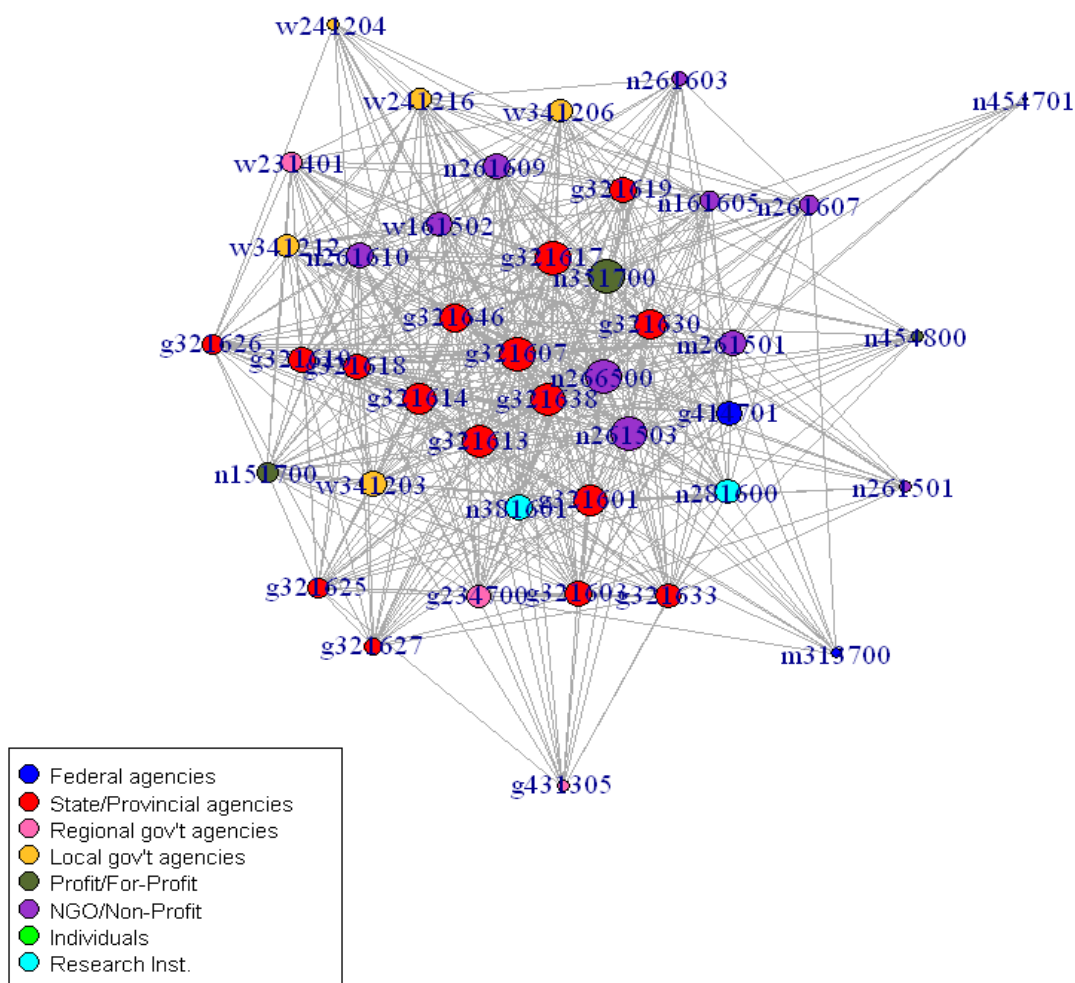 w241204
n261603
w241216
n454701
w341206
w231401
n261609
g321619
n161605
n261607
w161502
w341212
n261610
g321617
n351700
g321646
g321630
g321626
m261501
n454800
g321607
g321618
n266500
g321614
g321638
g414701
g321613
n261503
n151700
w341203
n281600
n261501
n381601
g321601
g321625
g234700
g321603
g321633
g321627
m313700
g431305
Federal agencies
State/Provincial agencies
Regional gov't agencies
Local gov't agencies
Profit/For-Profit
NGO/Non-Profit
Individuals
Research Inst.